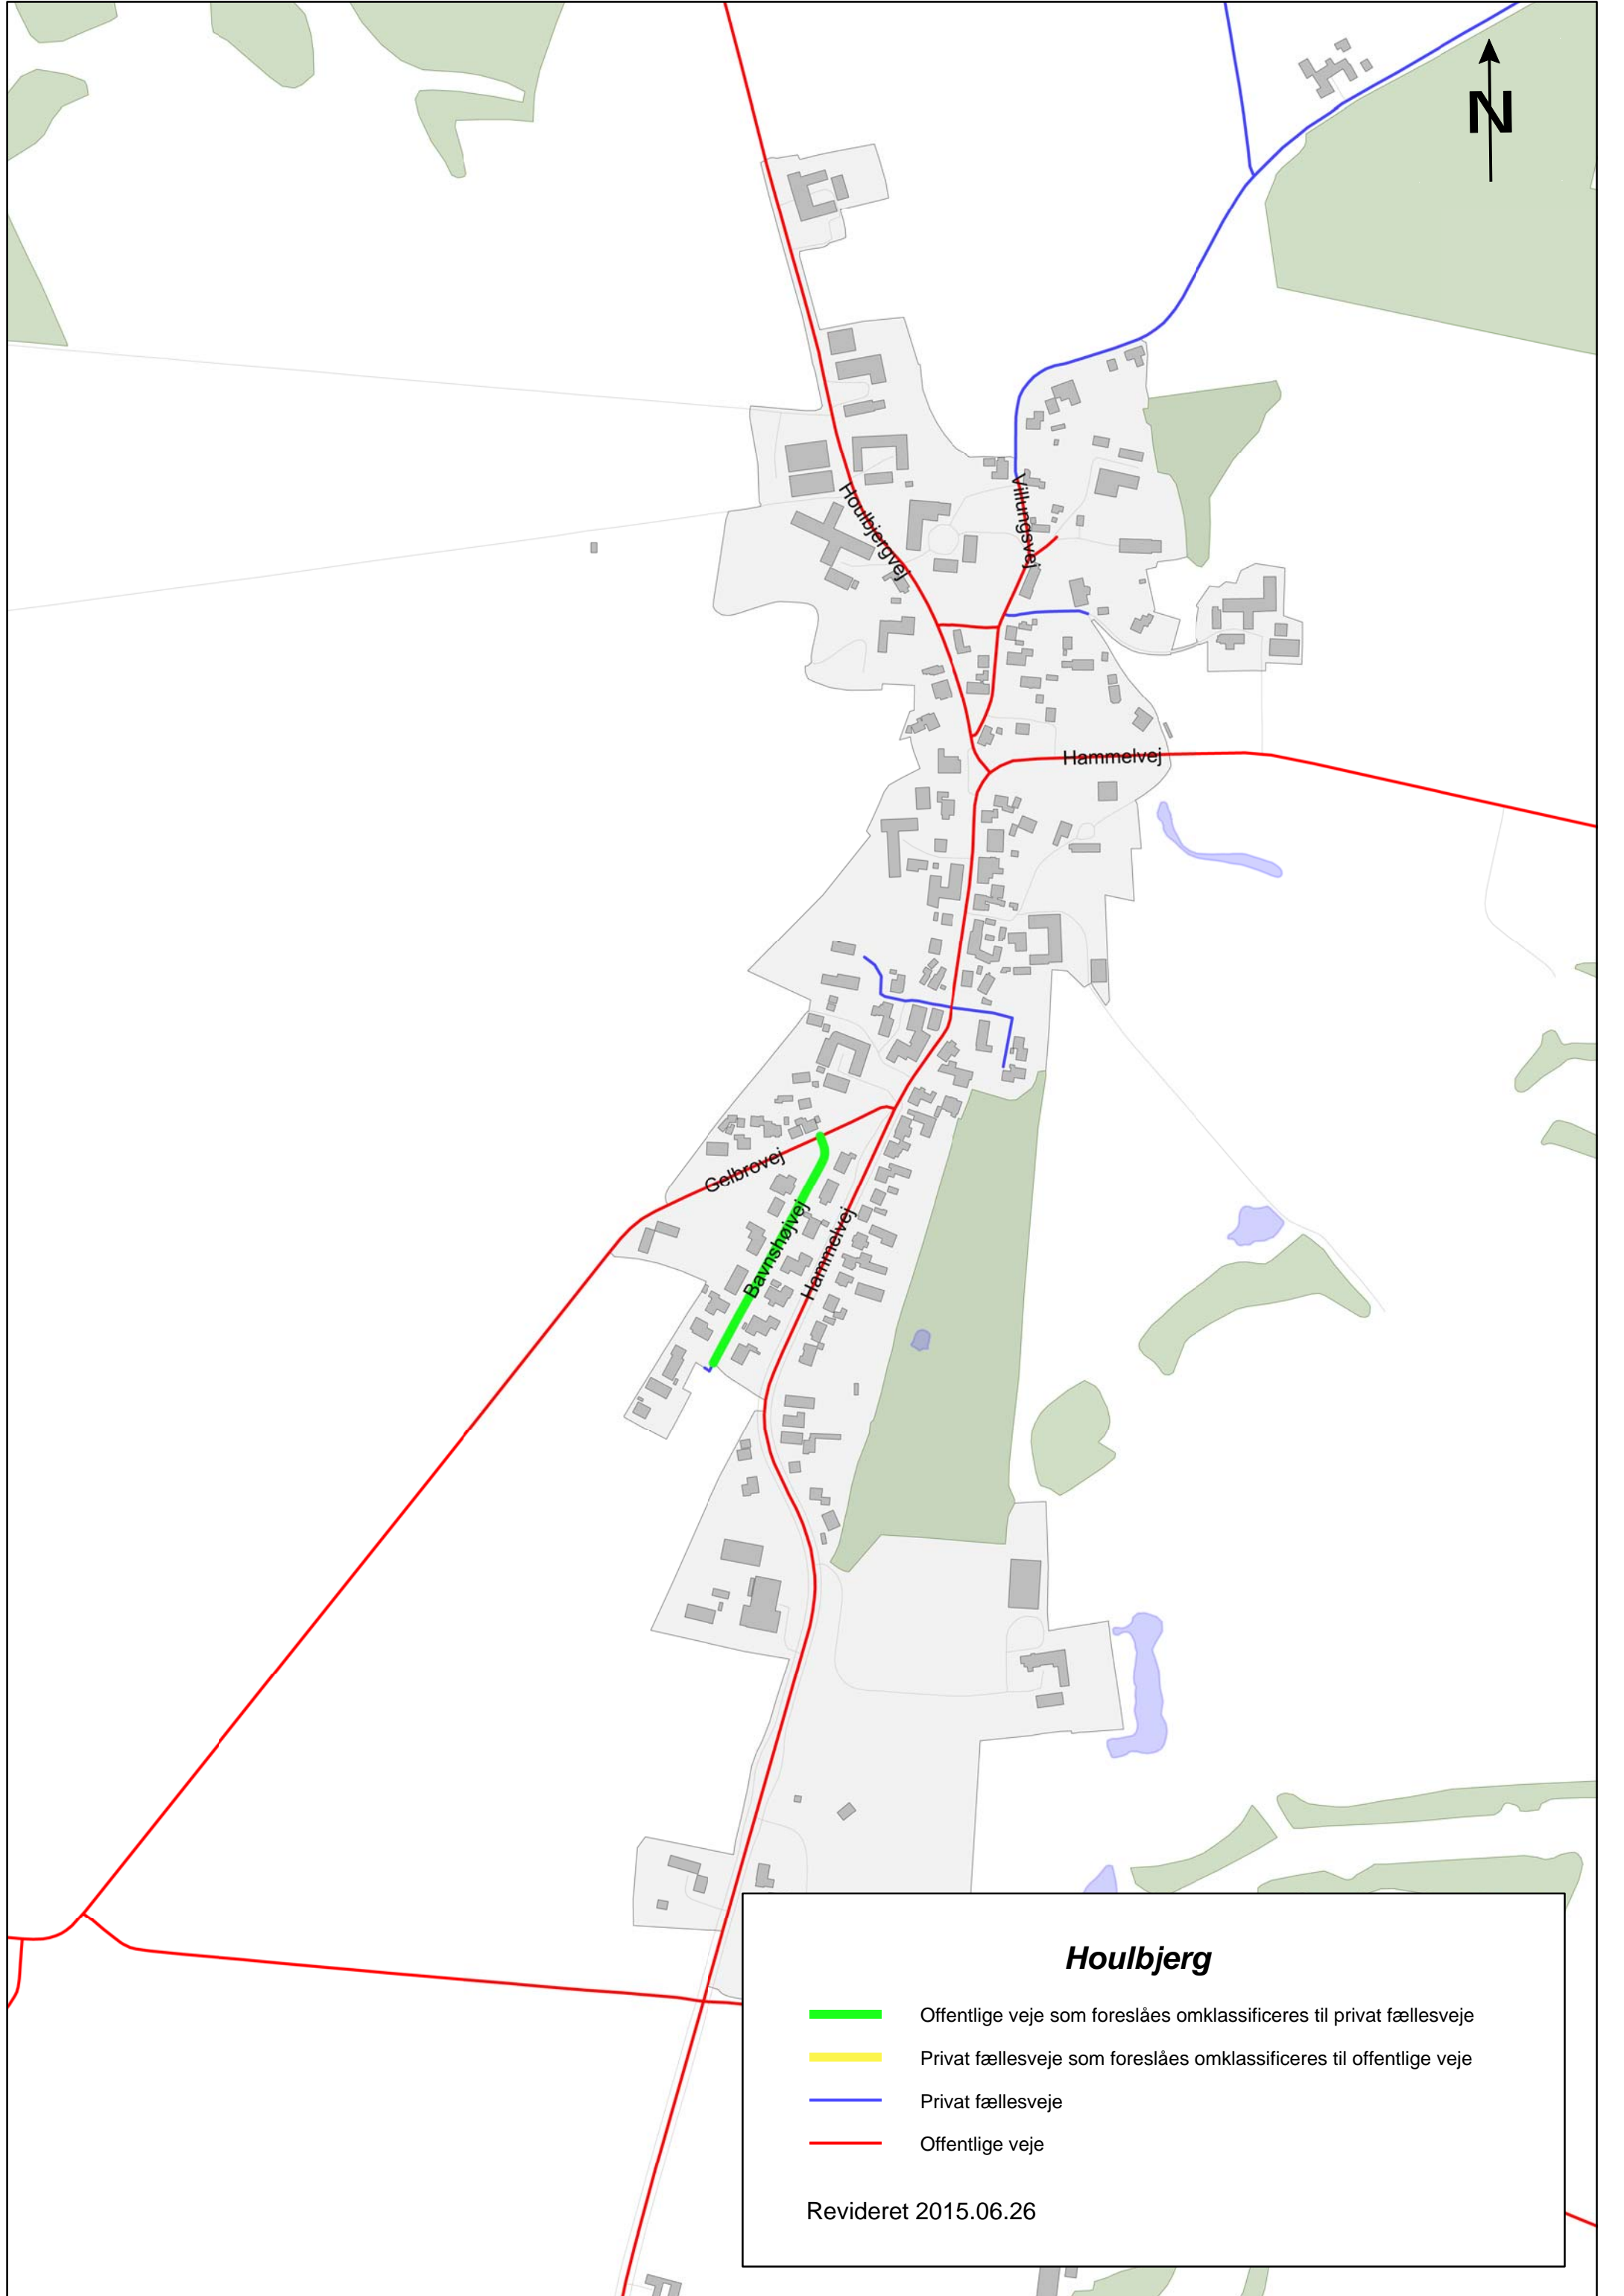 N
Houlbjergvej
Villungsvej
Hammelvej
Gelbrovej
Bavnshøjvej
Hammelvej
Houlbjerg
Offentlige veje som foreslåes omklassificeres til privat fællesveje
Privat fællesveje som foreslåes omklassificeres til offentlige veje
Privat fællesveje
Offentlige veje
Revideret 2015.06.26